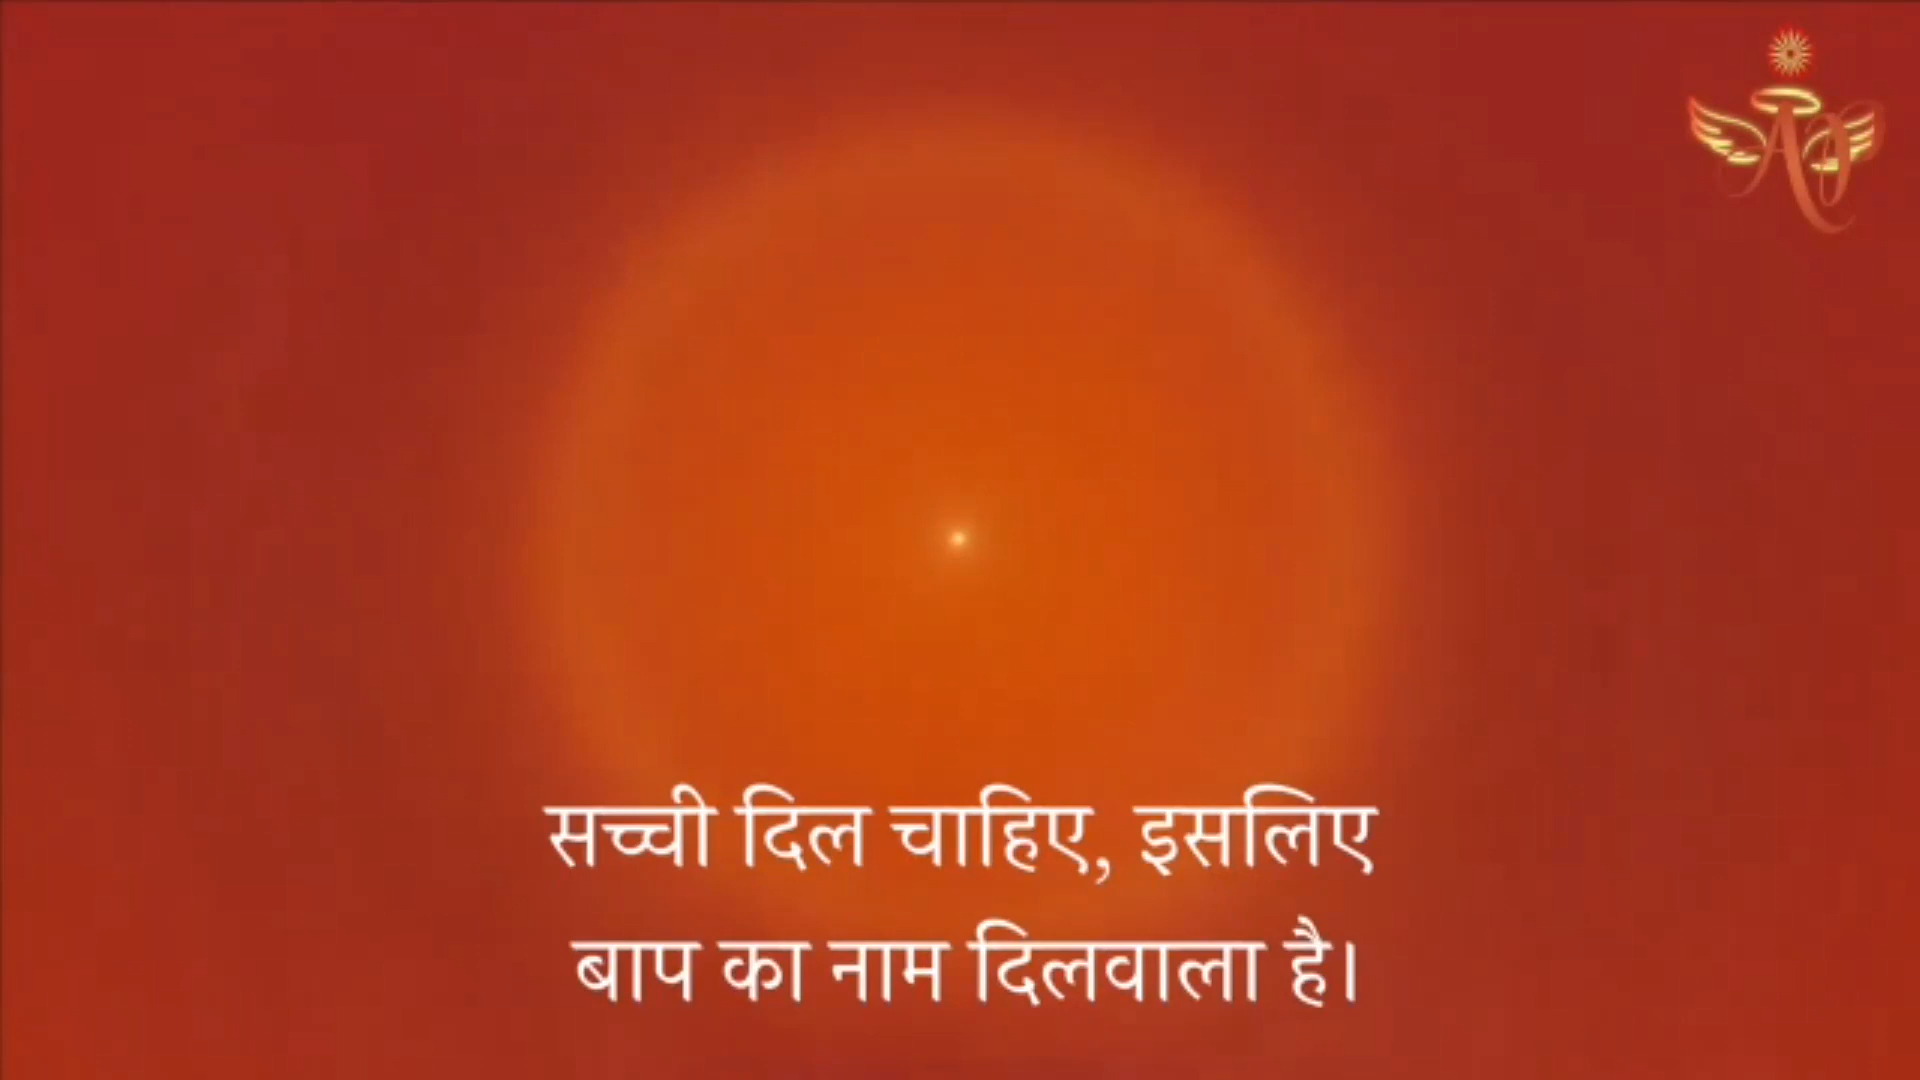 सच्ची दिल चाहिए, इसलिए
बाप का नाम दिलवाला है।